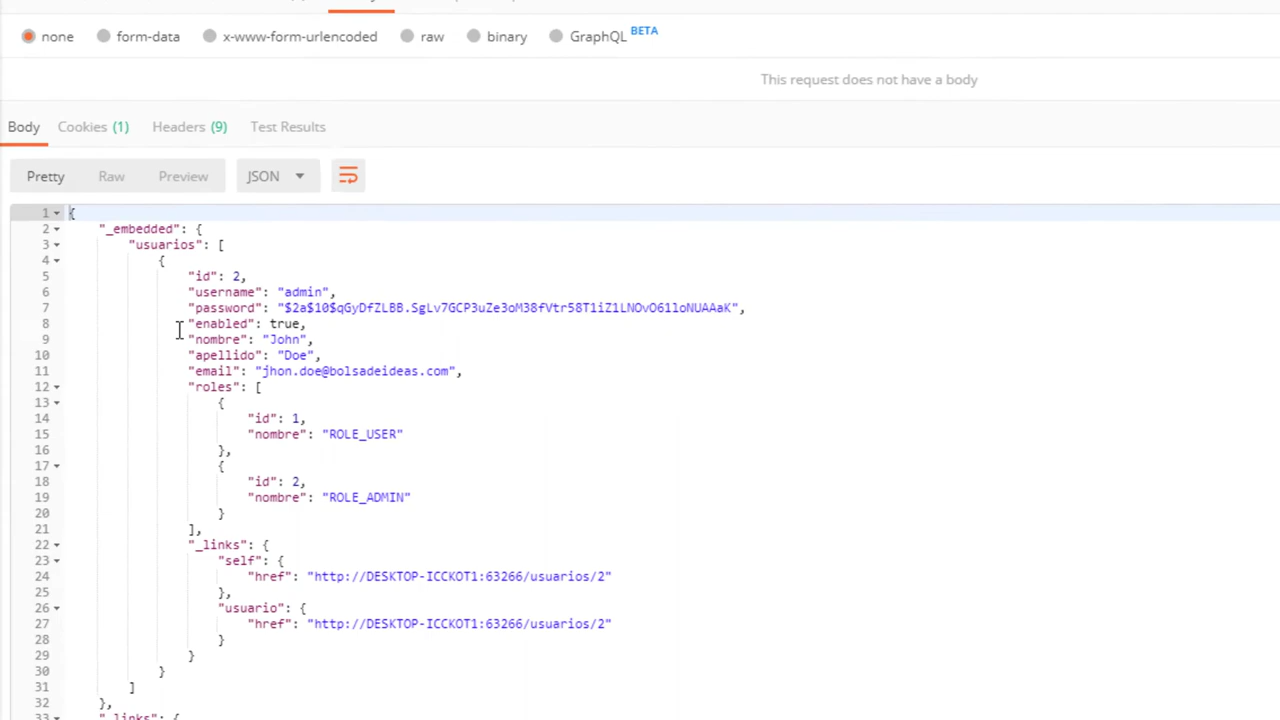 none form-data x-www-form-urlencoded raw binary GraphQL BETA
This request does not have a body
Body Cookies (1) Headers (9) Test Results
Pretty Raw Preview JSON
1 {
2 "_embedded": {
3 "usuarios": [
4 {
5 "id": 2,
6 "username": "admin",
7 "password": "$2a$10$qGyDfZLBB.SgLv7GCP3uZe3oM38fVtr58T1iZ1LNOvO61loNUAAaK",
8 "enabled": true,
9 "nombre": "John",
10 "apellido": "Doe",
11 "email": "jhon.doe@bolsadeideas.com",
12 "roles": [
13 {
14 "id": 1,
15 "nombre": "ROLE_USER"
16 },
17 {
18 "id": 2,
19 "nombre": "ROLE_ADMIN"
20 }
21 ],
22 "_links": {
23 "self": {
24 "href": "http://DESKTOP-ICCKOT1:63266/usuarios/2"
25 },
26 "usuario": {
27 "href": "http://DESKTOP-ICCKOT1:63266/usuarios/2"
28 }
29 }
30 }
31 ]
32 },
33 "_links": {